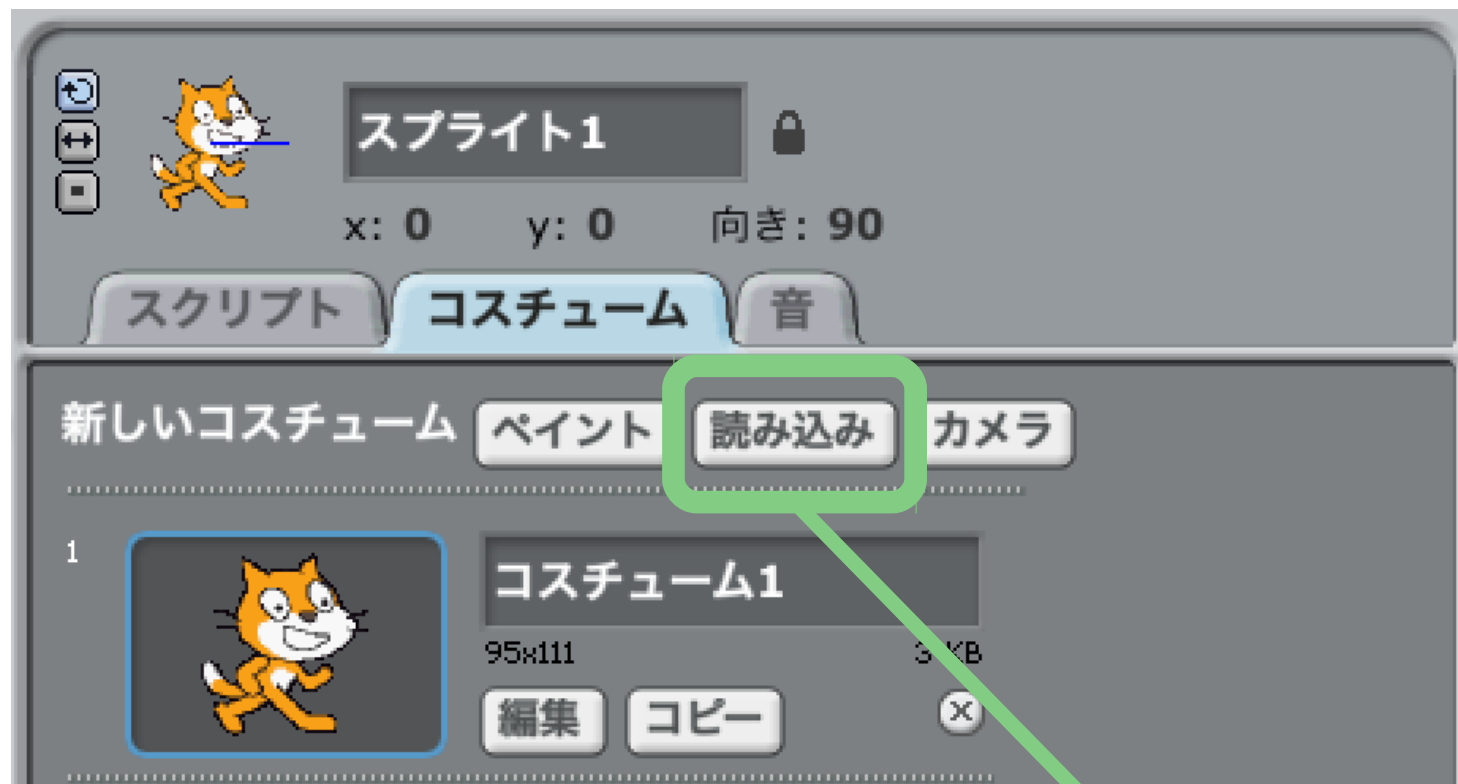 スプライト1
x: 0 y: 0 向き: 90
スクリプト コスチューム 音
新しいコスチューム ペイント 読み込み カメラ
1
コスチューム1
95x111 KB
編集 コピー